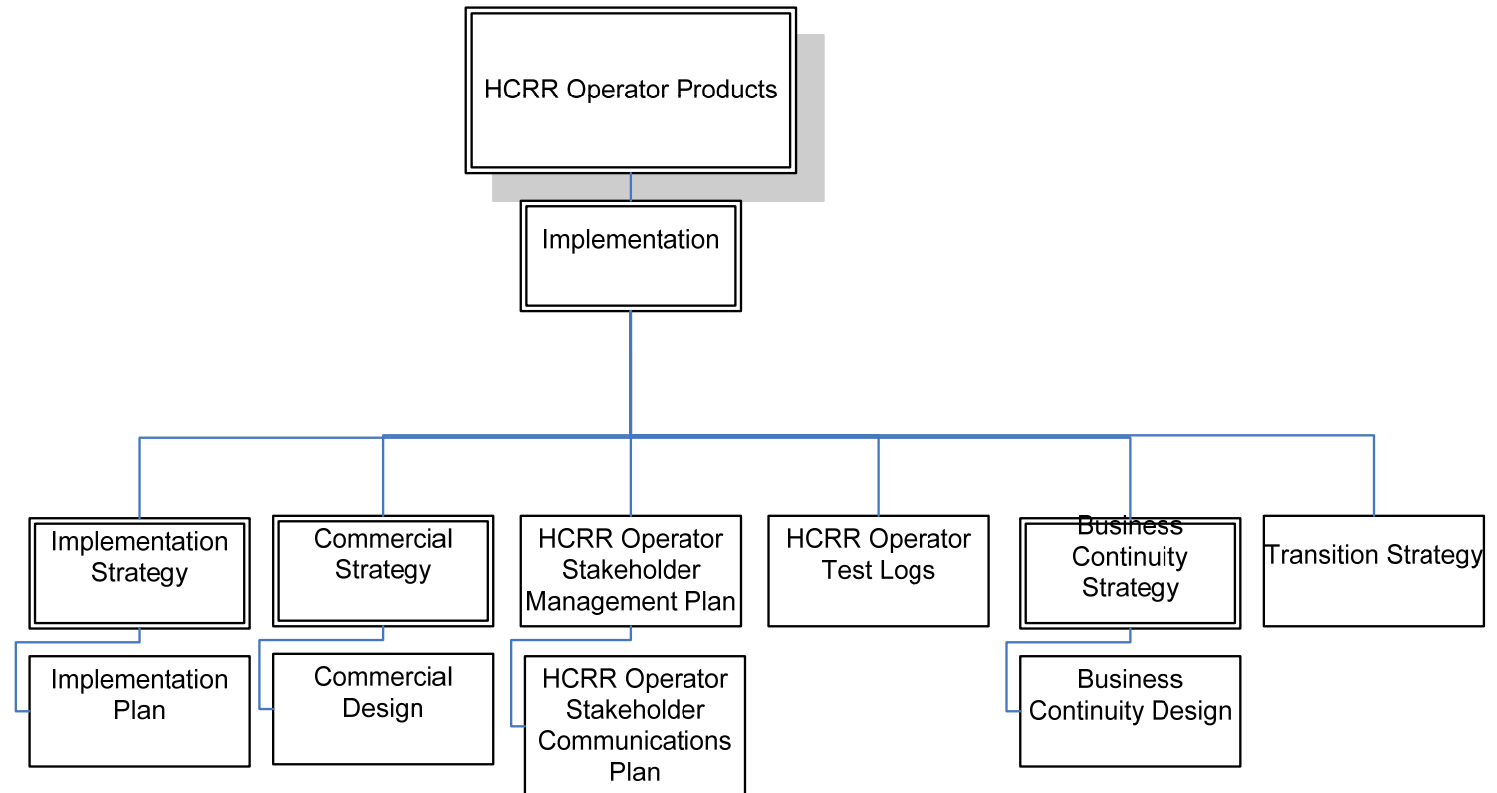 HCRR Operator Products
Implementation
Implementation
Strategy
Commercial
Strategy
HCRR Operator
Stakeholder
Management Plan
HCRR Operator
Test Logs
Business
Continuity
Strategy
Transition Strategy
Implementation
Plan
Commercial
Design
HCRR Operator
Stakeholder
Communications
Plan
Business
Continuity Design